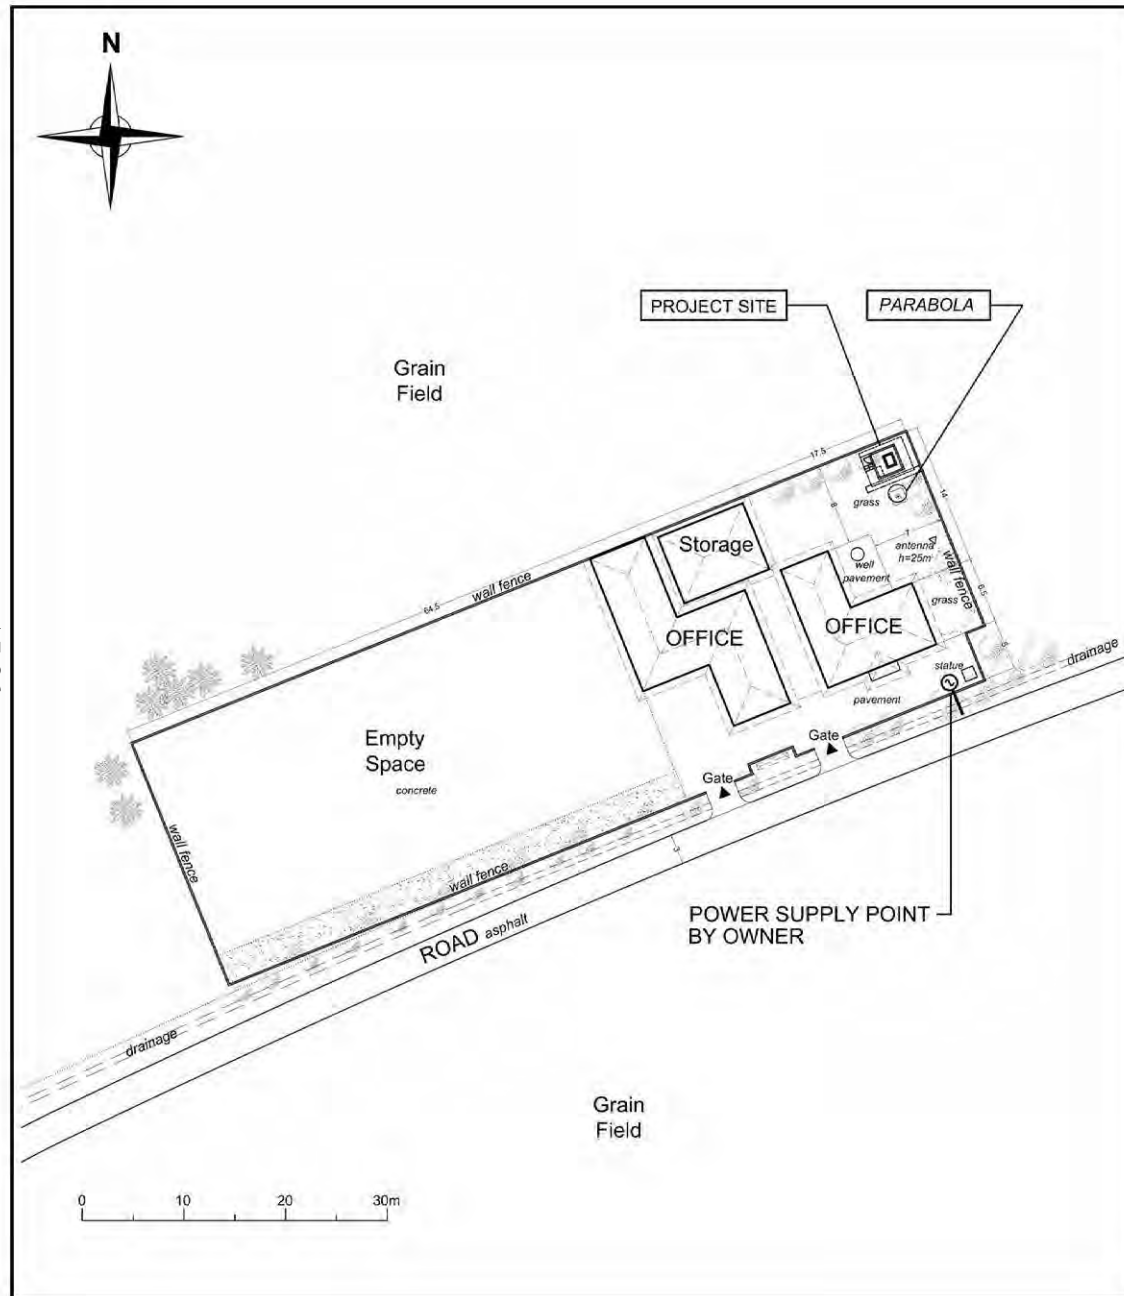 N
PROJECT SITE
PARABOLA
Grain
Field
17.5
14
8
grass
7
antenna
h=25m
Storage
well
pavement
wall fence
wall fence
64.5
grass
6.5
OFFICE
OFFICE
5
statue
drainage
pavement
Gate
Empty
Space
concrete
Gate
wall fence
wall fence
3
POWER SUPPLY POINT
BY OWNER
ROAD asphalt
drainage
Grain
Field
0 10 20 30m